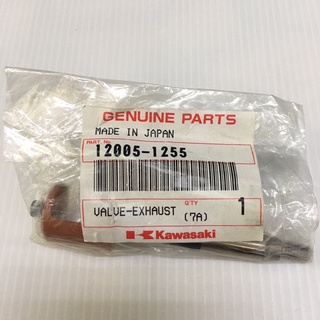 GENUINE PARTS
MADE IN JAPAN
PART. No.
12005-1255
VALVE-EXHAUST
Q'TY
(7A)
1
Kawasaki